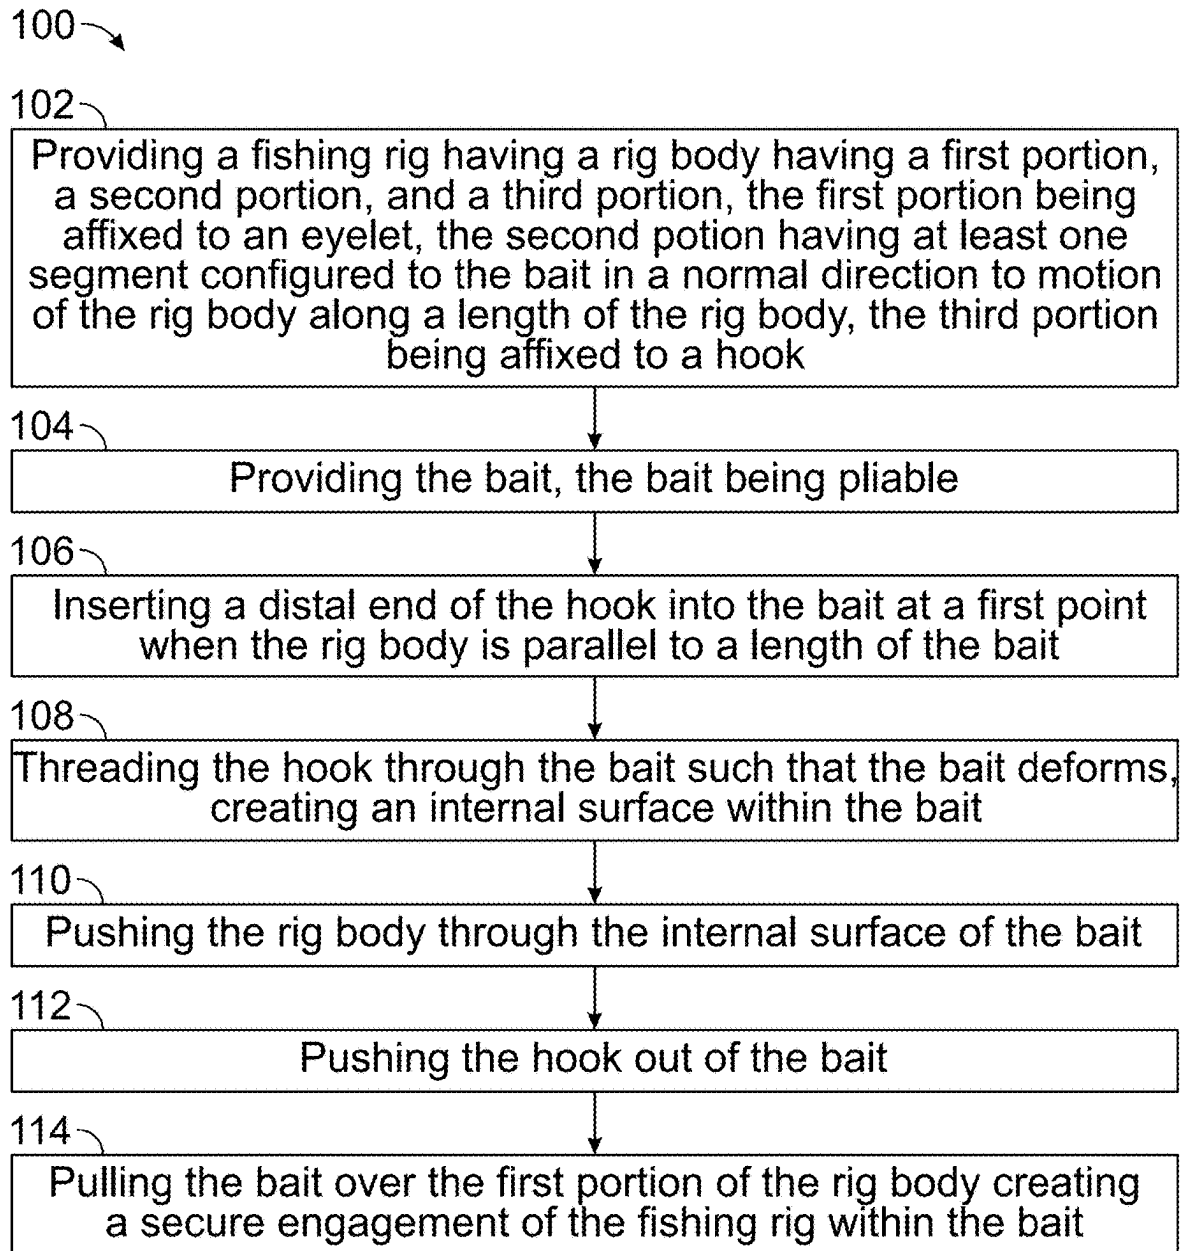 100
102
Providing a fishing rig having a rig body having a first portion,
a second portion, and a third portion, the first portion being
affixed to an eyelet, the second potion having at least one
segment configured to the bait in a normal direction to motion
of the rig body along a length of the rig body, the third portion
being affixed to a hook
104
Providing the bait, the bait being pliable
106
Inserting a distal end of the hook into the bait at a first point
when the rig body is parallel to a length of the bait
108
Threading the hook through the bait such that the bait deforms,
creating an internal surface within the bait
110
Pushing the rig body through the internal surface of the bait
112
Pushing the hook out of the bait
114
Pulling the bait over the first portion of the rig body creating
a secure engagement of the fishing rig within the bait